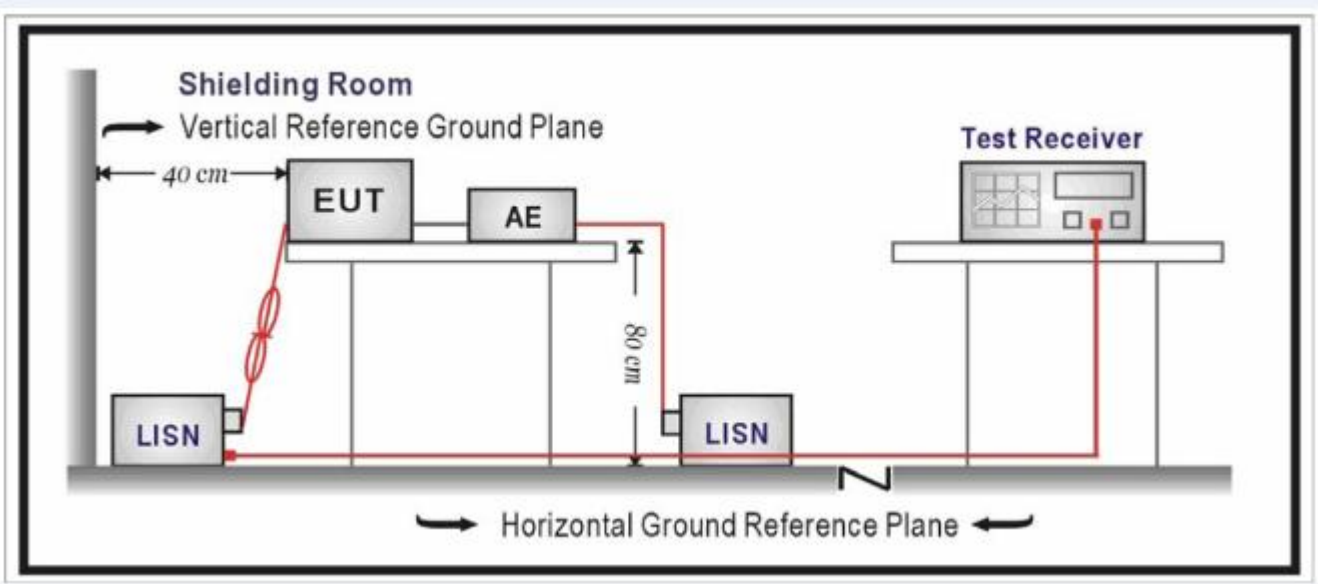 Shielding Room
Vertical Reference Ground Plane
Test Receiver
40 cm
EUT
AE
80 cm
LISN
LISN
Horizontal Ground Reference Plane